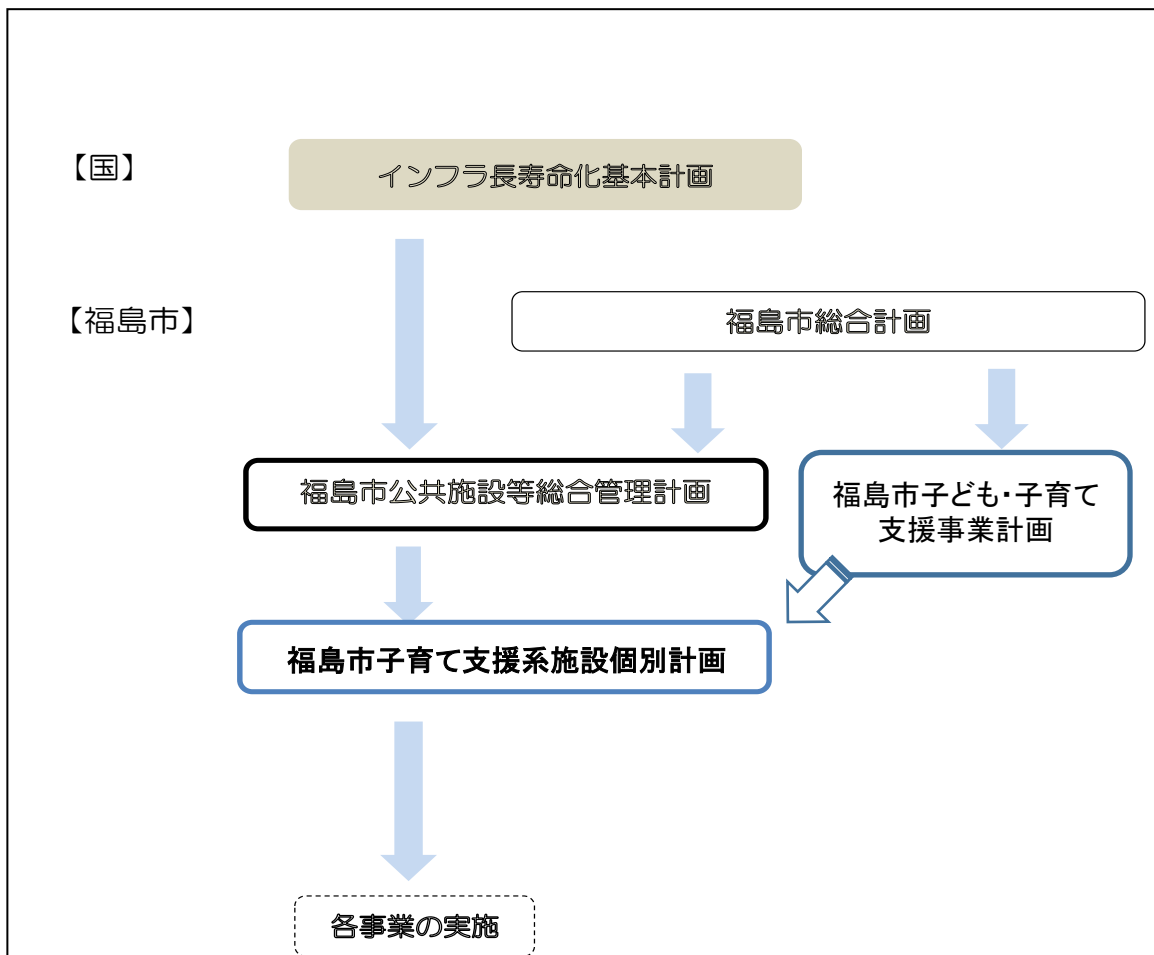 【国】
インフラ長寿命化基本計画
【福島市】
福島市総合計画
福島市公共施設等総合管理計画
福島市子ども・子育て
支援事業計画
福島市子育て支援系施設個別計画
各事業の実施